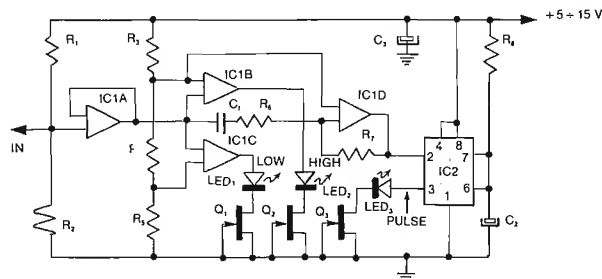 +5÷15 V
R₁
R₃
C₃
R₈
IC1B
IC1A
IC1D
C₁
R₆
IN
IC1C
R₇
4 8
2 7
IC2
3 6
1
LOW
HIGH
LED₁
LED₂
LED₃
PULSE
R₂
R₅
Q₁
Q₂
Q₃
C₂